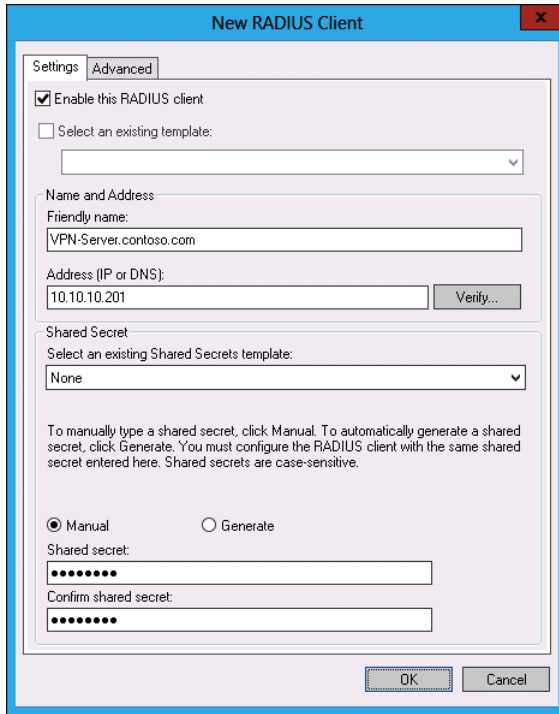 New RADIUS Client
x
Settings
Advanced
Enable this RADIUS client
Select an existing template:
Name and Address
Friendly name:
VPN-Server.contoso.com
Address (IP or DNS):
10.10.10.201
Verify...
Shared Secret
Select an existing Shared Secrets template:
None
To manually type a shared secret, click Manual. To automatically generate a shared
secret, click Generate. You must configure the RADIUS client with the same shared
secret entered here. Shared secrets are case-sensitive.
Manual
Generate
Shared secret:
●●●●●●●●
Confirm shared secret:
●●●●●●●●
OK
Cancel